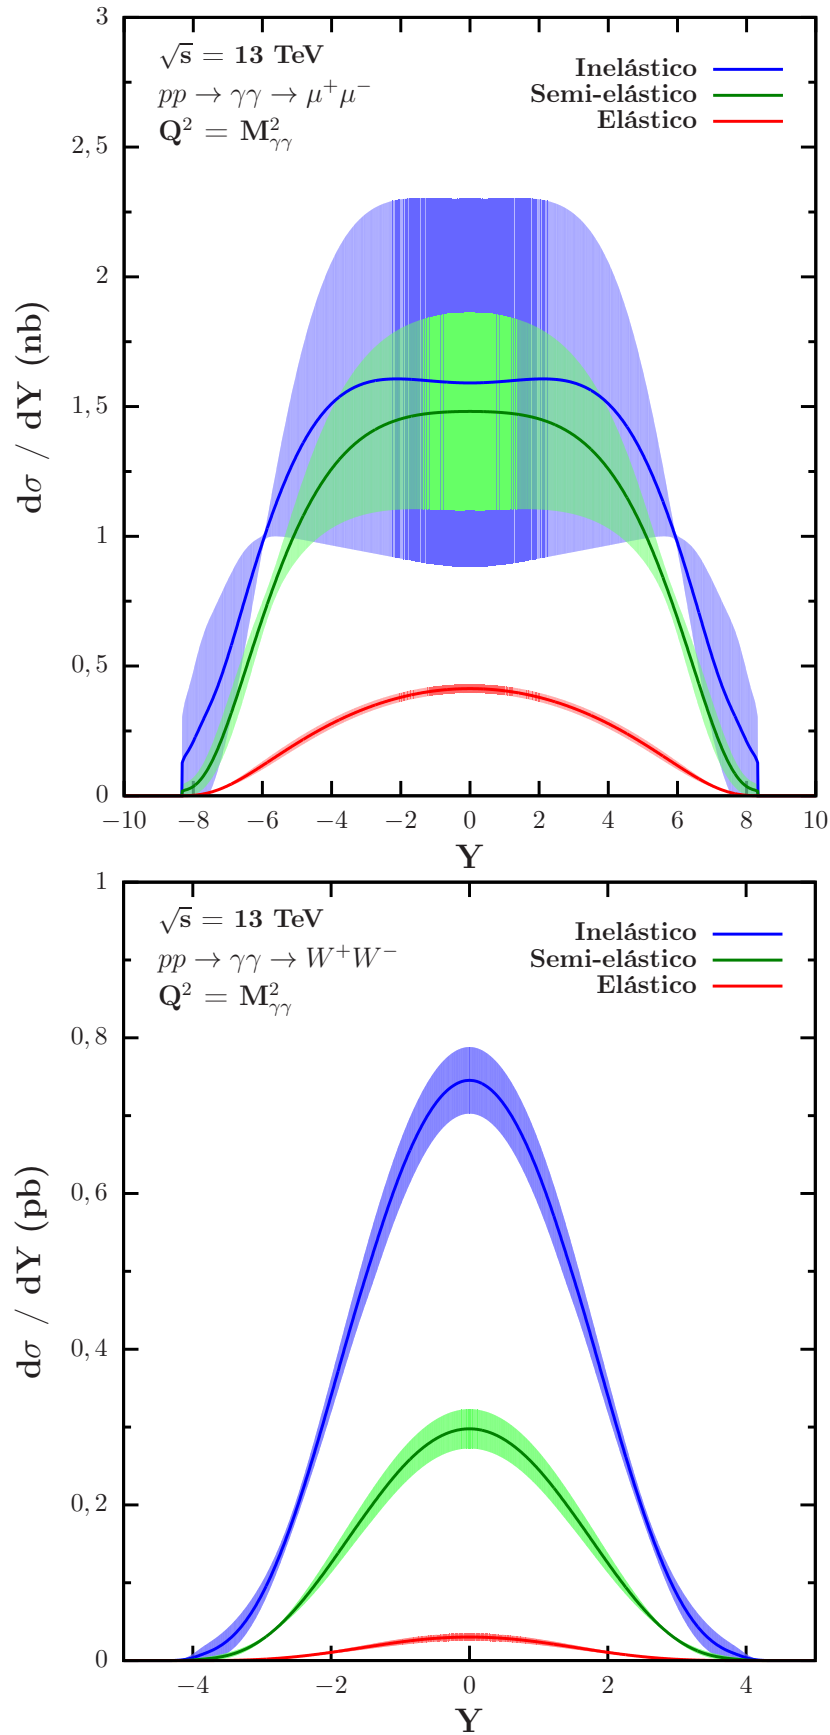 3
√s = 13 TeV
pp → γγ → μ⁺μ⁻
Q² = M²γγ
Inelástico
Semi-elástico
Elástico
2,5
2
1,5
1
0,5
0
dσ / dY (nb)
−10 −8 −6 −4 −2 0 2 4 6 8 10
Y
1
√s = 13 TeV
pp → γγ → W⁺W⁻
Q² = M²γγ
Inelástico
Semi-elástico
Elástico
0,8
0,6
0,4
0,2
0
dσ / dY (pb)
−4 −2 0 2 4
Y